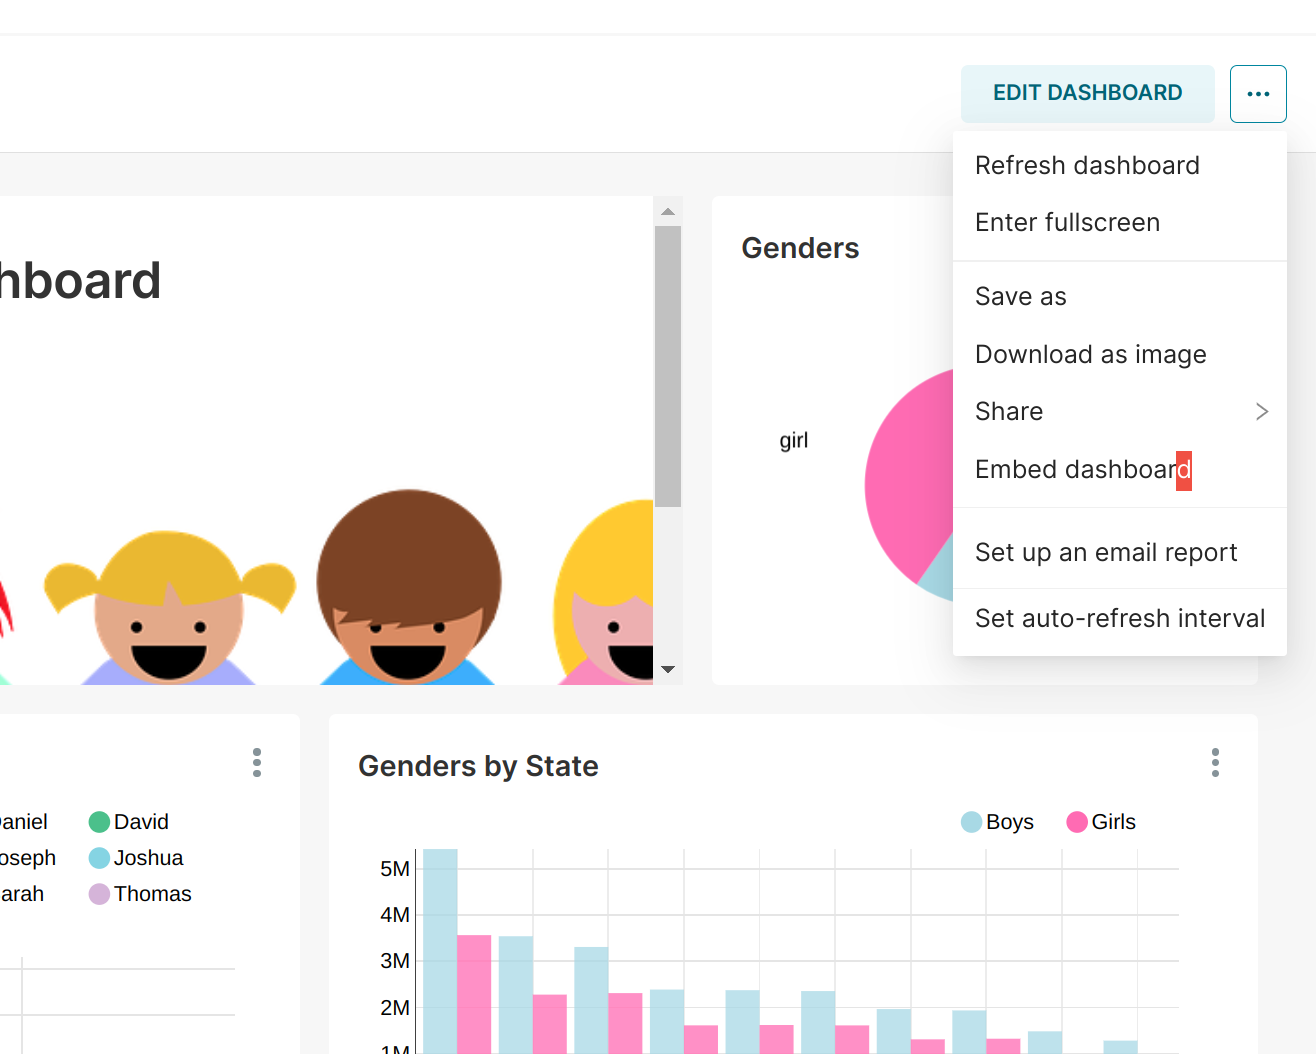 EDIT DASHBOARD
...
Refresh dashboard
Enter fullscreen
Save as
Download as image
Share
Embed dashboard
Set up an email report
Set auto-refresh interval
hboard
Genders
girl
aniel
David
oseph
Joshua
arah
Thomas
Genders by State
Boys
Girls
5M
4M
3M
2M
1M